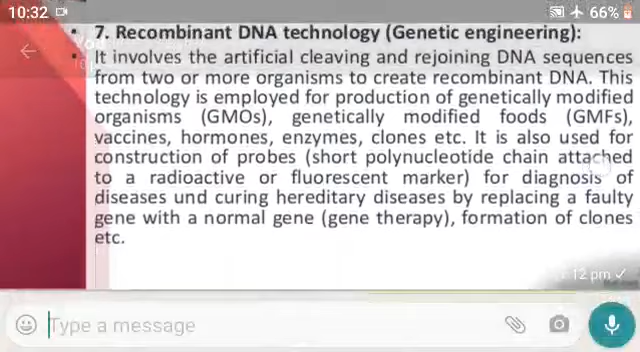 10:32
66%
7. Recombinant DNA technology (Genetic engineering):
It involves the artificial cleaving and rejoining DNA sequences
from two or more organisms to create recombinant DNA. This
technology is employed for production of genetically modified
organisms (GMOs), genetically modified foods (GMFs),
vaccines, hormones, enzymes, clones etc. It is also used for
construction of probes (short polynucleotide chain attached
to a radioactive or fluorescent marker) for diagnosis of
diseases und curing hereditary diseases by replacing a faulty
gene with a normal gene (gene therapy), formation of clones
etc.
12 pm
Type a message